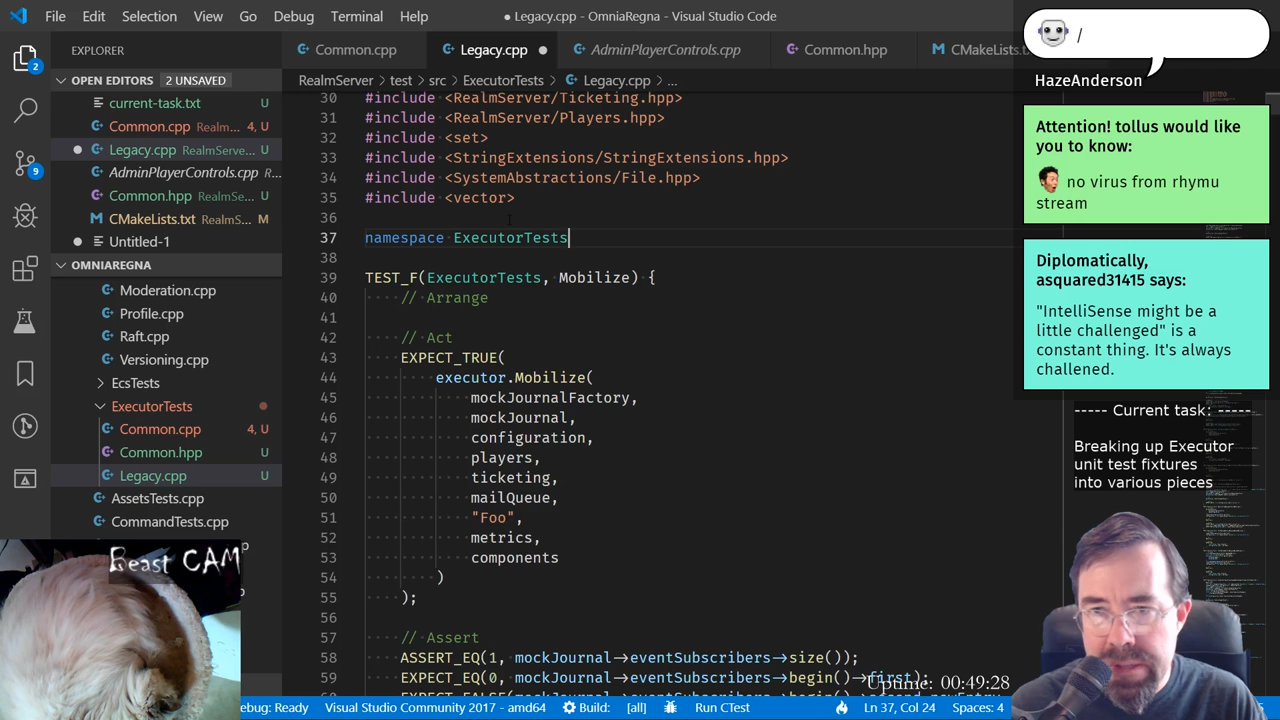 File Edit Selection View Go Debug Terminal Help
● Legacy.cpp - OmniaRegna - Visual Studio Code
EXPLORER
Common.cpp
Legacy.cpp
AdminPlayerControls.cpp
Common.hpp
CMakeLists.tx
OPEN EDITORS 2 UNSAVED
RealmServer > test > src > ExecutorTests > Legacy.cpp > ...
current-task.txt U
Common.cpp Realm... 4, U
Legacy.cpp RealmServe... U
AdminPlayerControls.cpp R...
Common.hpp RealmSe... U
CMakeLists.txt RealmS... M
Untitled-1
OMNIAREGNA
Moderation.cpp
Profile.cpp
Raft.cpp
Versioning.cpp
EcsTests
ExecutorTests
Common.cpp 4, U
Common.hpp U
Legacy.cpp U
AssetsTests.cpp
CommandTests.cpp
2
9
30 #include <RealmServer/Ticketing.hpp>
31 #include <RealmServer/Players.hpp>
32 #include <set>
33 #include <StringExtensions/StringExtensions.hpp>
34 #include <SystemAbstractions/File.hpp>
35 #include <vector>
36
37 namespace ExecutorTests
38
39 TEST_F(ExecutorTests, Mobilize) {
40 // Arrange
41
42 // Act
43 EXPECT_TRUE(
44 executor.Mobilize(
45 mockJournalFactory,
46 mockJournal,
47 configuration,
48 players,
49 ticketing,
50 mailQueue,
51 "Foo",
52 metrics,
53 components
54 )
55 );
56
57 // Assert
58 ASSERT_EQ(1, mockJournal->eventSubscribers->size());
59 EXPECT_EQ(0, mockJournal->eventSubscribers->begin()->first);
/
HazeAnderson
Attention! tollus would like
you to know:
no virus from rhymu
stream
Diplomatically,
asquared31415 says:
"IntelliSense might be a
little challenged" is a
constant thing. It's always
challened.
----- Current task: -----
Breaking up Executor
unit test fixtures
into various pieces
Beast CAM
Uptime: 00:49:28
ebug: Ready Visual Studio Community 2017 - amd64 Build: [all] Run CTest Ln 37, Col 24 Spaces: 4